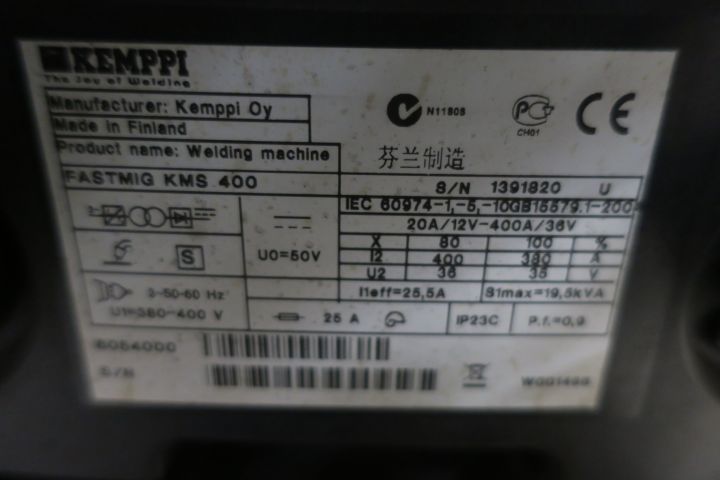 KEMPPI
The Joy of Welding
Manufacturer: Kemppi Oy
Made in Finland
Product name: Welding machine
FASTMIG KMS 400
N11808
PC
CH01
CE
芬兰制造
S/N 1391820 U
IEC 60974-1,-5,-10GB15579.1-200
20A/12V-400A/36V
X 80 100 %
I2 400 380 A
U2 36 35 V
I1eff=25,5A S1max=19,5kVA
U0=50V
S
3~50-60 Hz
U1=380-400 V
25 A
IP23C
P.f.=0,9
6054000
S/N